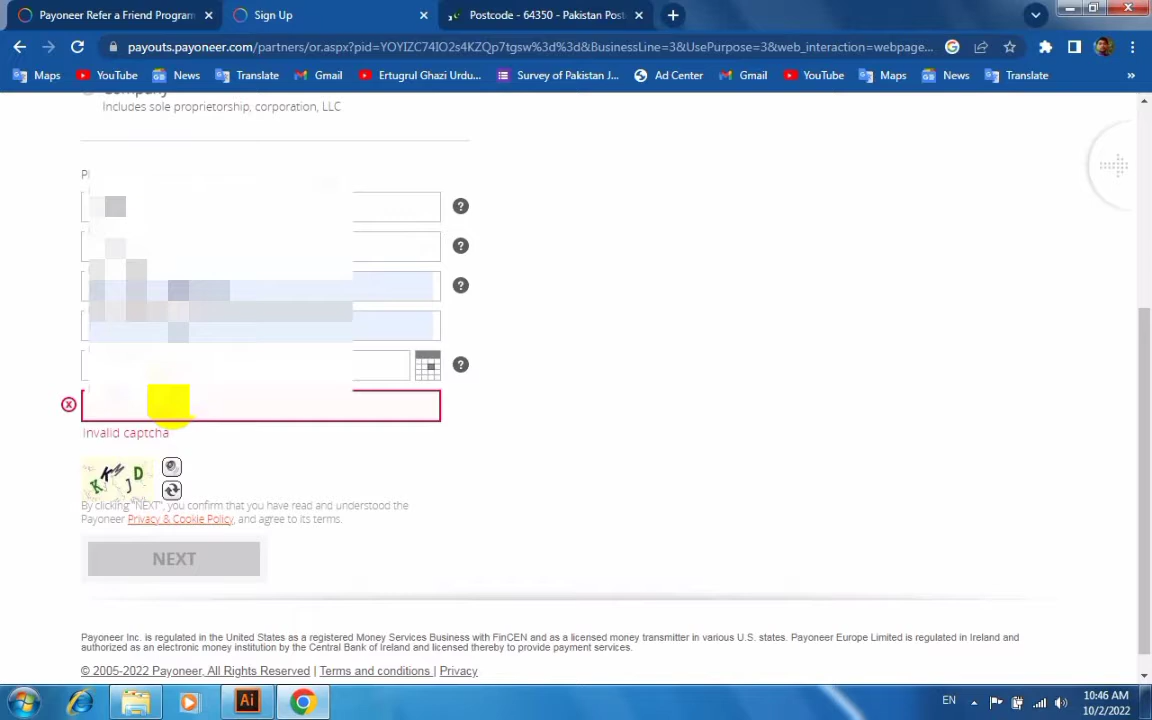 Payoneer Refer a Friend Program
Sign Up
Postcode - 64350 - Pakistan Post
payouts.payoneer.com/partners/or.aspx?pid=YOYIZC74IO2s4KZQp7tgsw%3d%3d&BusinessLine=3&UsePurpose=3&web_interaction=webpage...
Maps
YouTube
News
Translate
Gmail
Ertugrul Ghazi Urdu...
Survey of Pakistan J...
Ad Center
Gmail
YouTube
Maps
News
Translate
»
Company
Includes sole proprietorship, corporation, LLC
?
?
?
?
Invalid captcha
By clicking "NEXT", you confirm that you have read and understood the
Payoneer Privacy & Cookie Policy, and agree to its terms.
NEXT
Payoneer Inc. is regulated in the United States as a registered Money Services Business with FinCEN and as a licensed money transmitter in various U.S. states. Payoneer Europe Limited is regulated in Ireland and
authorized as an electronic money institution by the Central Bank of Ireland and licensed thereby to provide payment services.
© 2005-2022 Payoneer, All Rights Reserved | Terms and conditions | Privacy
Ai
EN
10:46 AM
10/2/2022